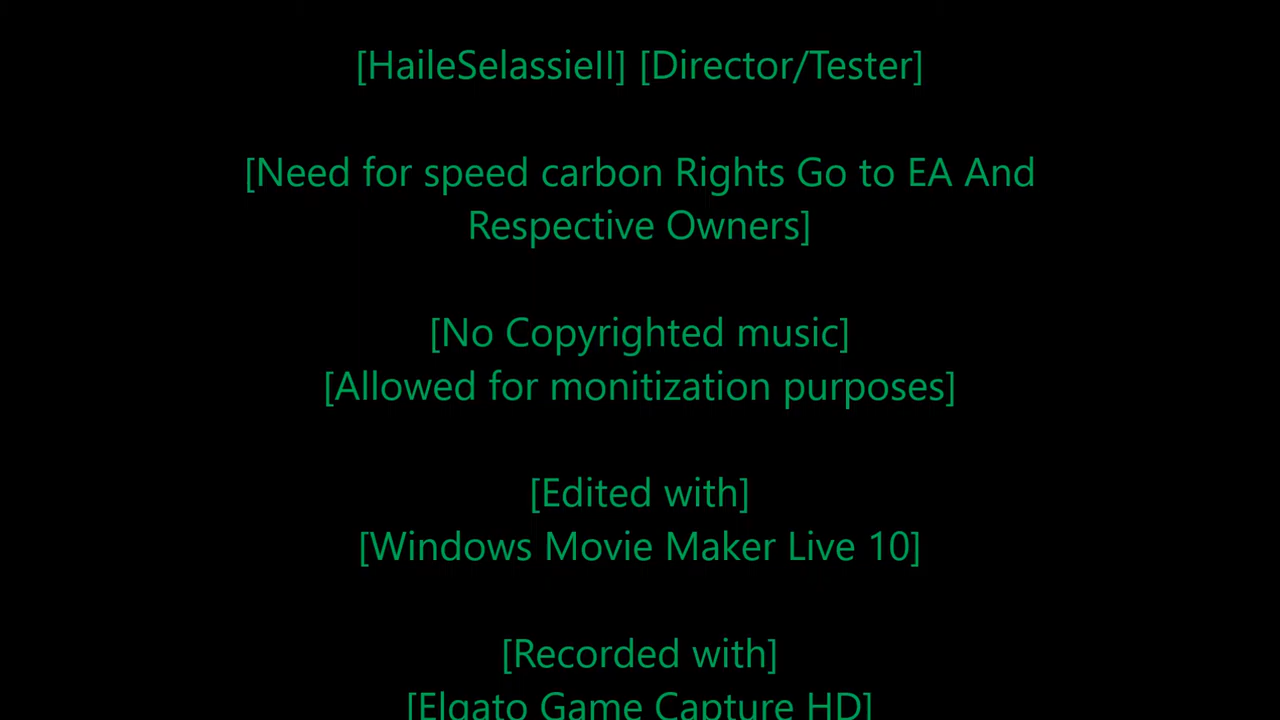 [HaileSelassieII] [Director/Tester]
[Need for speed carbon Rights Go to EA And
Respective Owners]
[No Copyrighted music]
[Allowed for monitization purposes]
[Edited with]
[Windows Movie Maker Live 10]
[Recorded with]
[Elgato Game Capture HD]